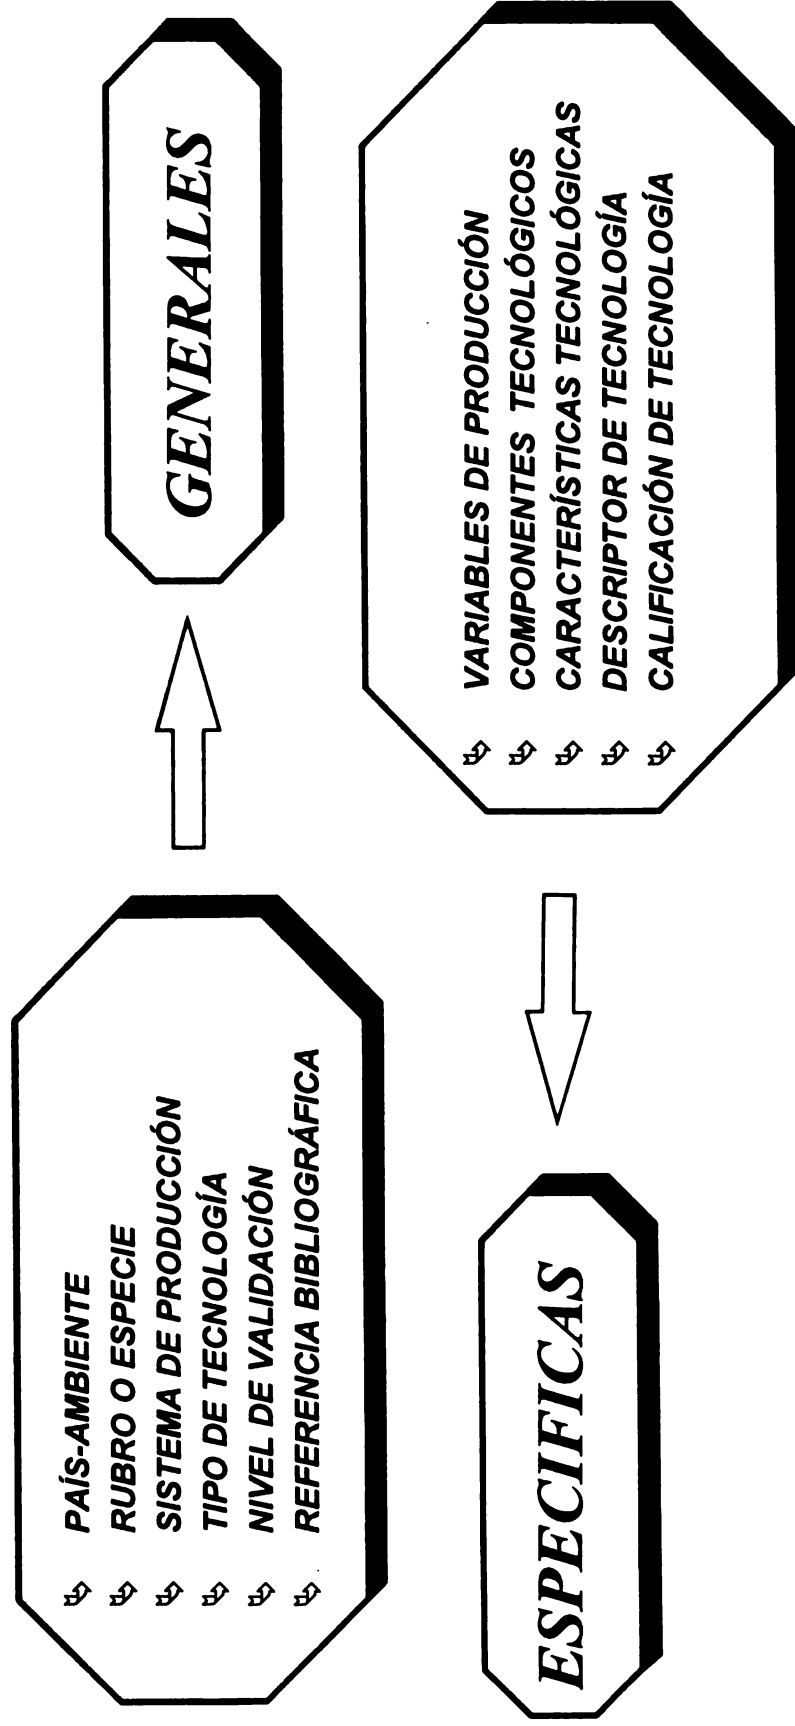 PAÍS-AMBIENTE
RUBRO O ESPECIE
SISTEMA DE PRODUCCIÓN
TIPO DE TECNOLOGÍA
NIVEL DE VALIDACIÓN
REFERENCIA BIBLIOGRÁFICA
GENERALES
ESPECIFICAS
VARIABLES DE PRODUCCIÓN
COMPONENTES TECNOLÓGICOS
CARACTERÍSTICAS TECNOLÓGICAS
DESCRIPTOR DE TECNOLOGÍA
CALIFICACIÓN DE TECNOLOGÍA